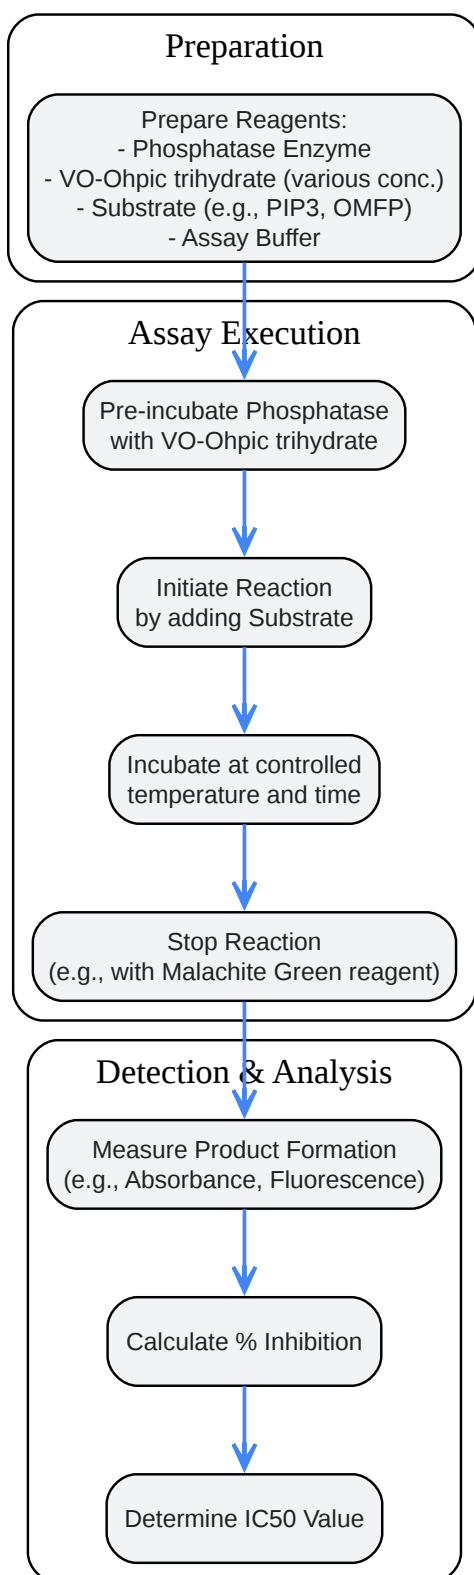 Preparation
Prepare Reagents:
- Phosphatase Enzyme
- VO-Ohpic trihydrate (various conc.)
- Substrate (e.g., PIP3, OMFP)
- Assay Buffer
Assay Execution
Pre-incubate Phosphatase
with VO-Ohpic trihydrate
Initiate Reaction
by adding Substrate
Incubate at controlled
temperature and time
Stop Reaction
(e.g., with Malachite Green reagent)
Detection & Analysis
Measure Product Formation
(e.g., Absorbance, Fluorescence)
Calculate % Inhibition
Determine IC50 Value